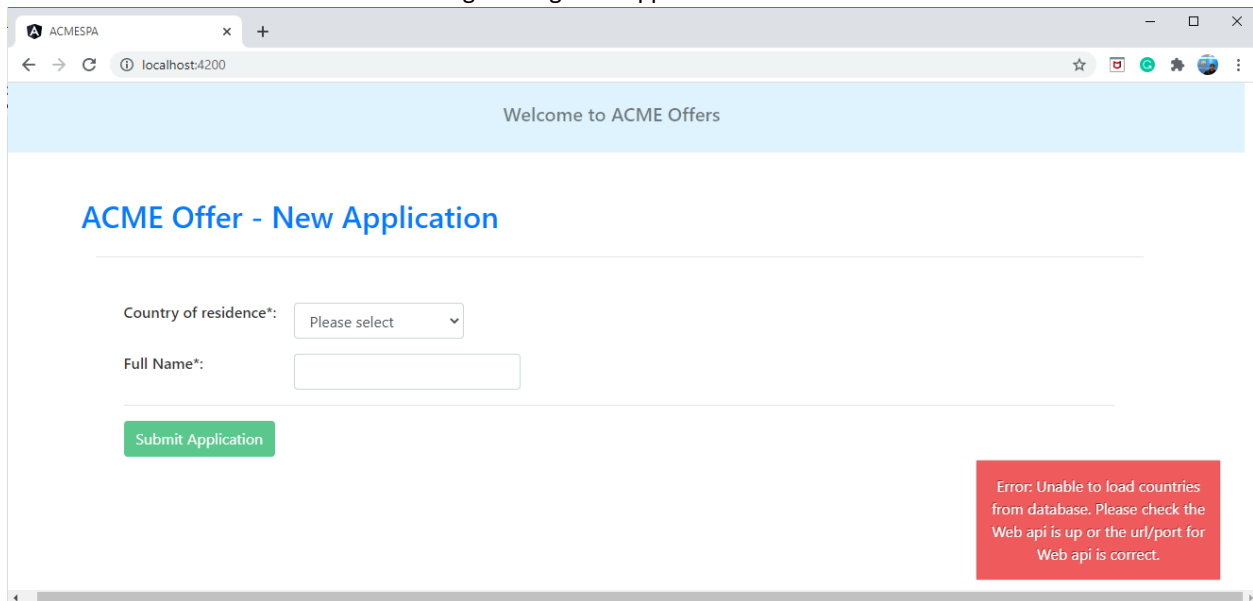 ACMESPA
localhost:4200
Welcome to ACME Offers
ACME Offer - New Application
Country of residence*:
Please select
Full Name*:
Submit Application
Error: Unable to load countries
from database. Please check the
Web api is up or the url/port for
Web api is correct.